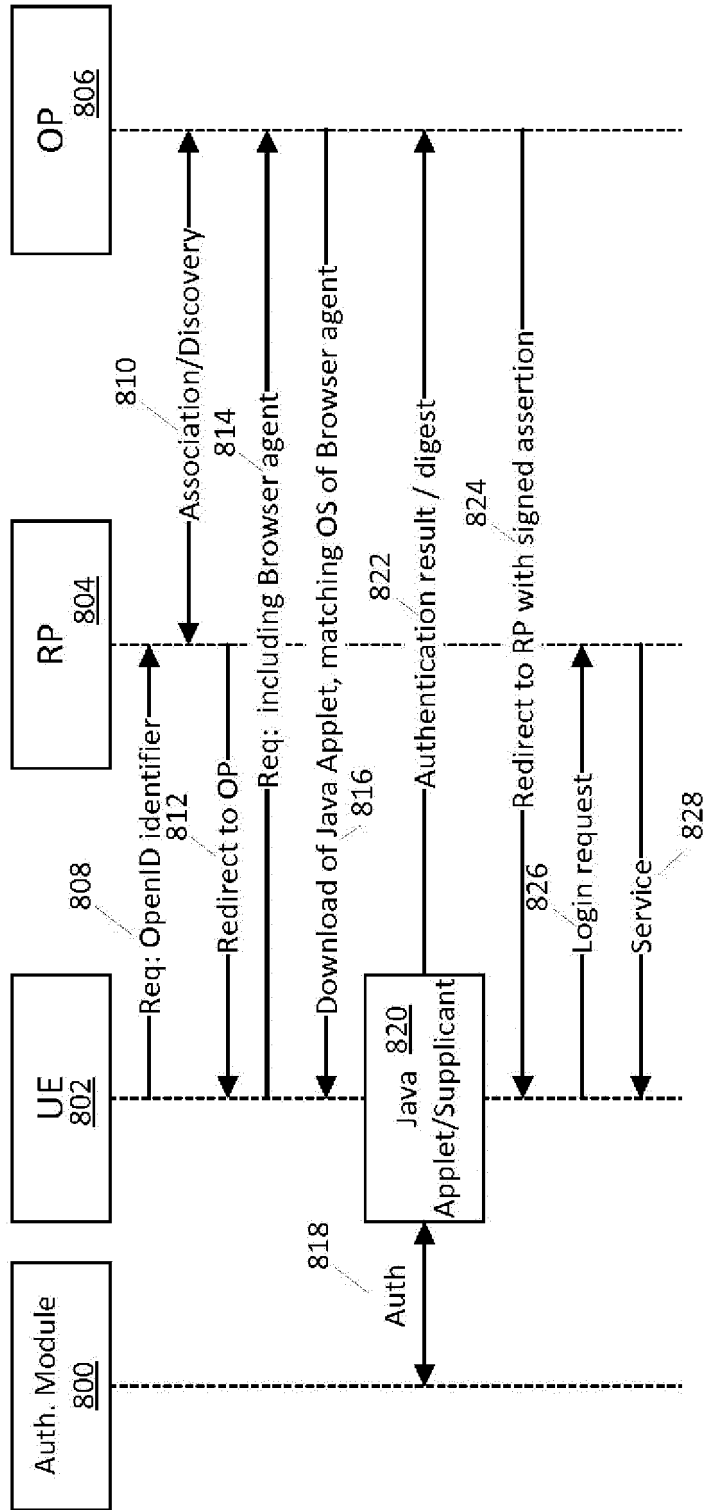 Auth. Module
800
UE
802
RP
804
OP
806
808
Req: OpenID identifier
810
Association/Discovery
812
Redirect to OP
814
Req: including Browser agent
Download of Java Applet, matching OS of Browser agent
816
818
Auth
Java 820
Applet/Supplicant
822
Authentication result / digest
824
Redirect to RP with signed assertion
826
Login request
Service
828